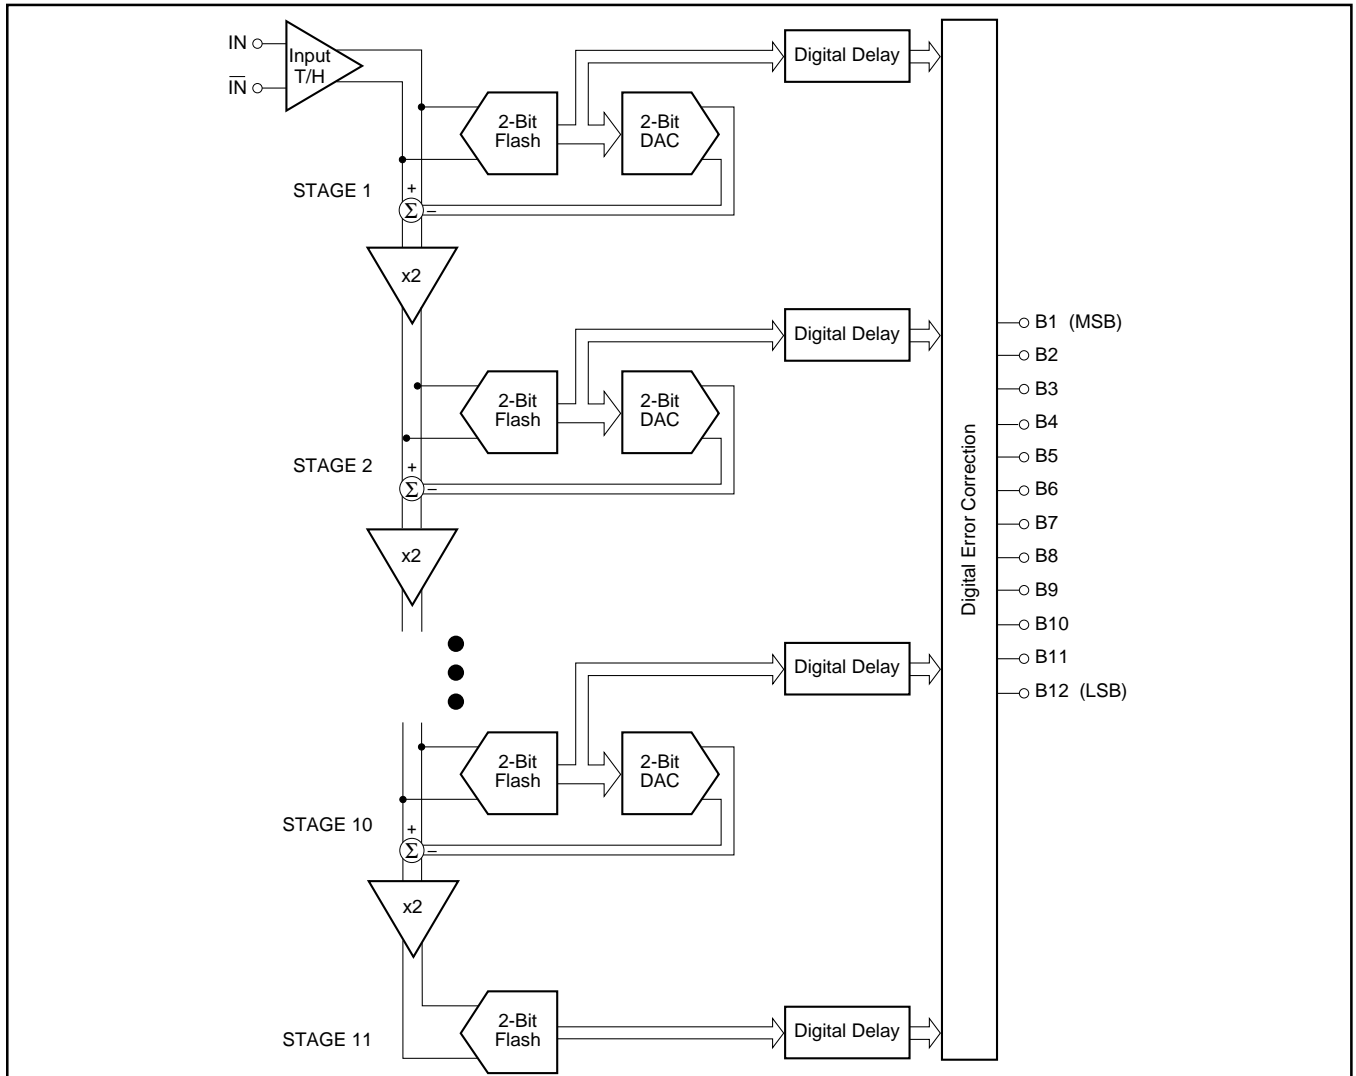 IN
Input
T/H
I̅N̅
Digital Delay
2-Bit
Flash
2-Bit
DAC
STAGE 1
+
Σ
–
x2
Digital Delay
2-Bit
Flash
2-Bit
DAC
STAGE 2
+
Σ
–
x2
Digital Delay
2-Bit
Flash
2-Bit
DAC
STAGE 10
+
Σ
–
x2
2-Bit
Flash
STAGE 11
Digital Delay
Digital Error Correction
B1 (MSB)
B2
B3
B4
B5
B6
B7
B8
B9
B10
B11
B12 (LSB)